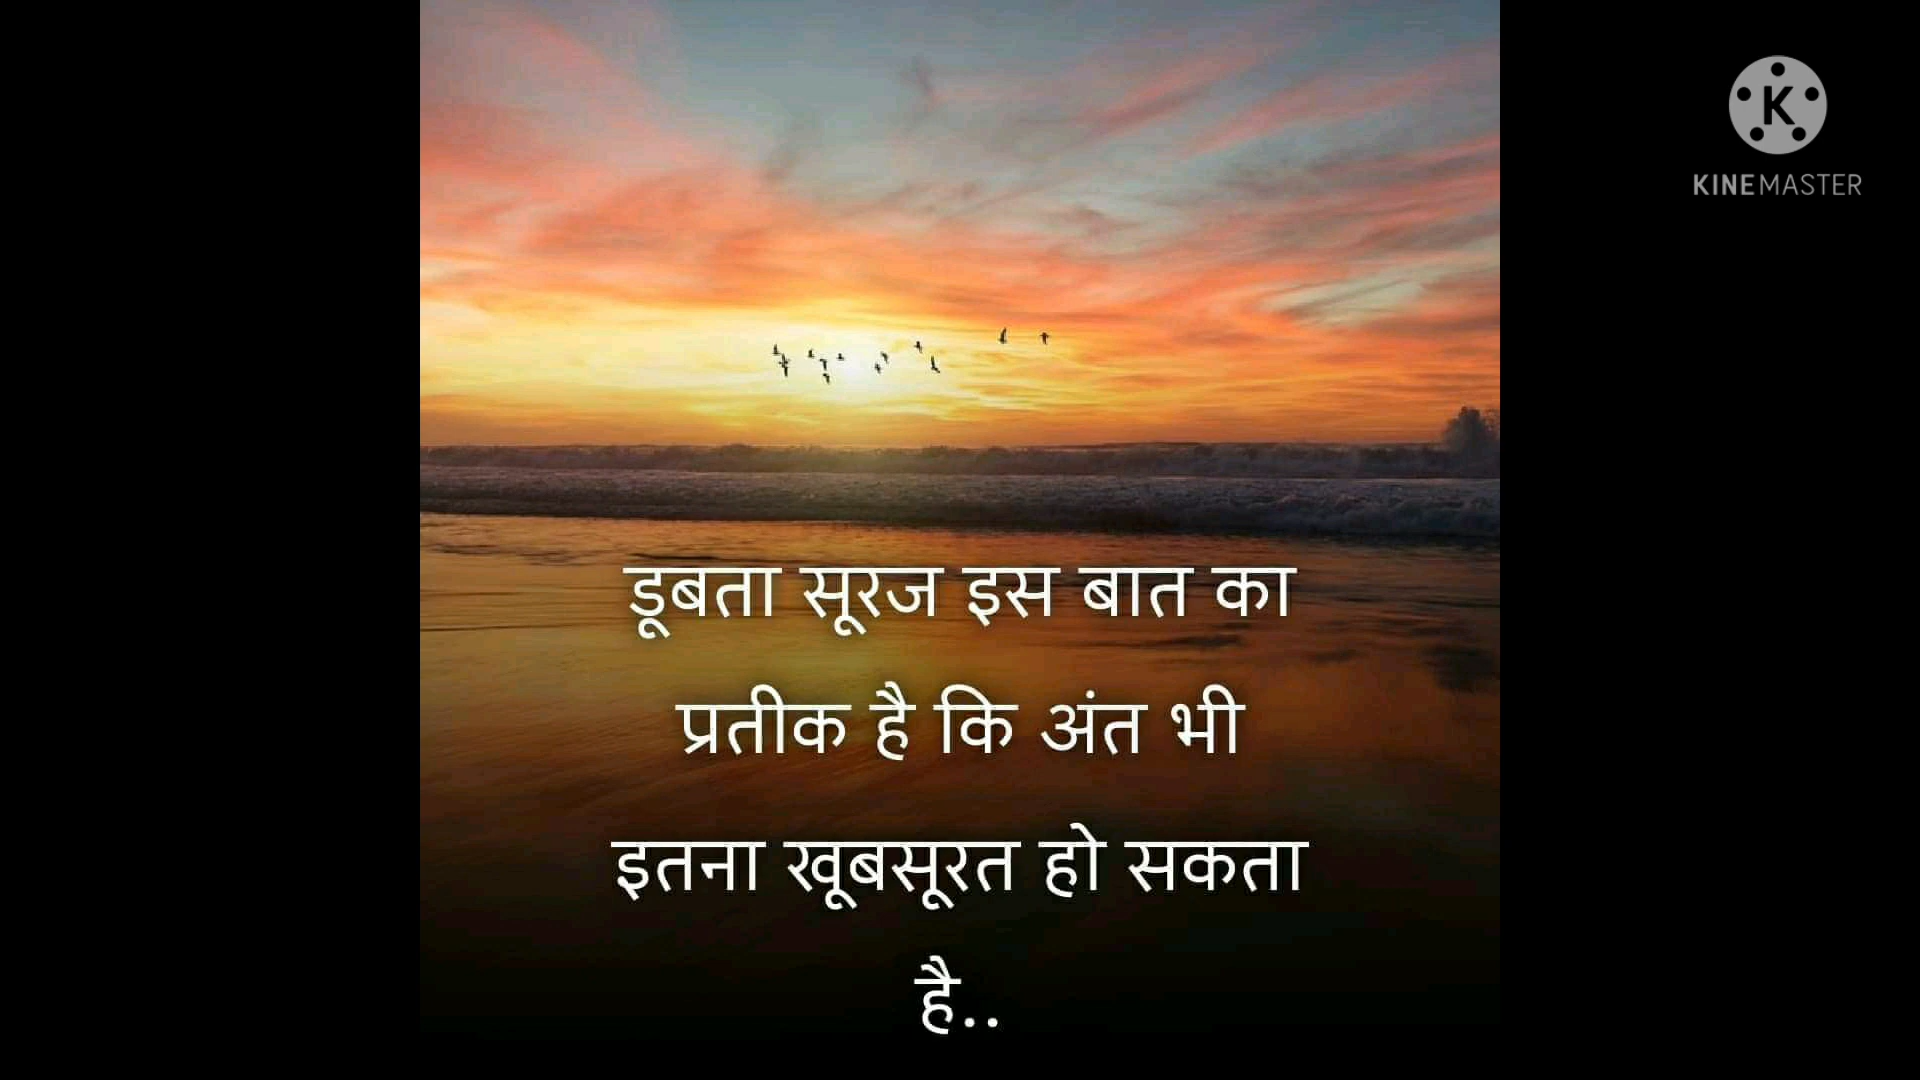 K
KINEMASTER
डूबता सूरज इस बात का
प्रतीक है कि अंत भी
इतना खूबसूरत हो सकता
है..